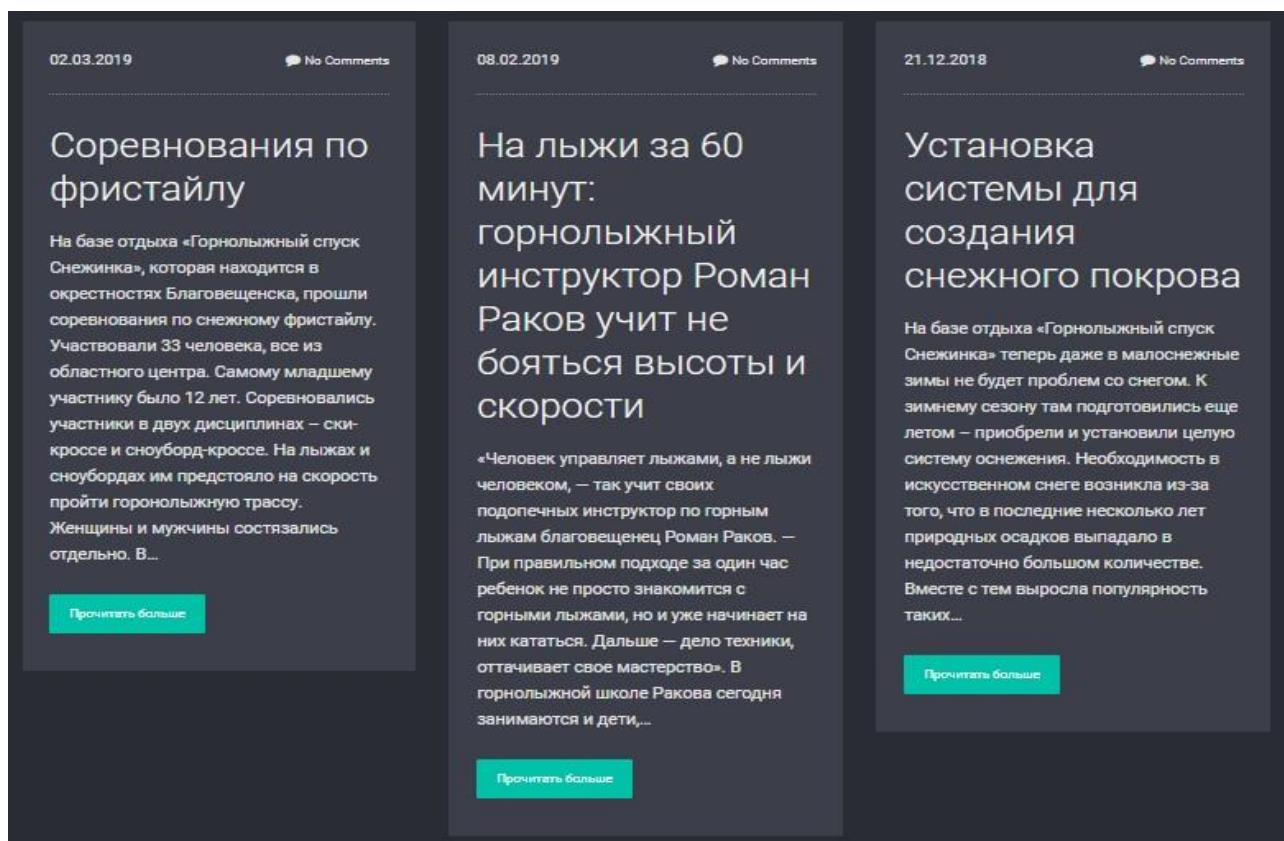 02.03.2019
No Comments
Соревнования по
фристайлу
На базе отдыха «Горнолыжный спуск
Снежинка», которая находится в
окрестностях Благовещенска, прошли
соревнования по снежному фристайлу.
Участвовали 33 человека, все из
областного центра. Самому младшему
участнику было 12 лет. Соревновались
участники в двух дисциплинах – ски-
кроссе и сноуборд-кроссе. На лыжах и
сноубордах им предстояло на скорость
пройти горонолыжную трассу.
Женщины и мужчины состязались
отдельно. В...
Прочитать больше
08.02.2019
No Comments
На лыжи за 60
минут:
горнолыжный
инструктор Роман
Раков учит не
бояться высоты и
скорости
«Человек управляет лыжами, а не лыжи
человеком, — так учит своих
подопечных инструктор по горным
лыжам благовещенец Роман Раков. —
При правильном подходе за один час
ребенок не просто знакомится с
горными лыжами, но и уже начинает на
них кататься. Дальше — дело техники,
оттачивает свое мастерство». В
горнолыжной школе Ракова сегодня
занимаются и дети,...
Прочитать больше
21.12.2018
No Comments
Установка
системы для
создания
снежного покрова
На базе отдыха «Горнолыжный спуск
Снежинка» теперь даже в малоснежные
зимы не будет проблем со снегом. К
зимнему сезону там подготовились еще
летом – приобрели и установили целую
систему оснежения. Необходимость в
искусственном снеге возникла из-за
того, что в последние несколько лет
природных осадков выпадало в
недостаточно большом количестве.
Вместе с тем выросла популярность
таких...
Прочитать больше